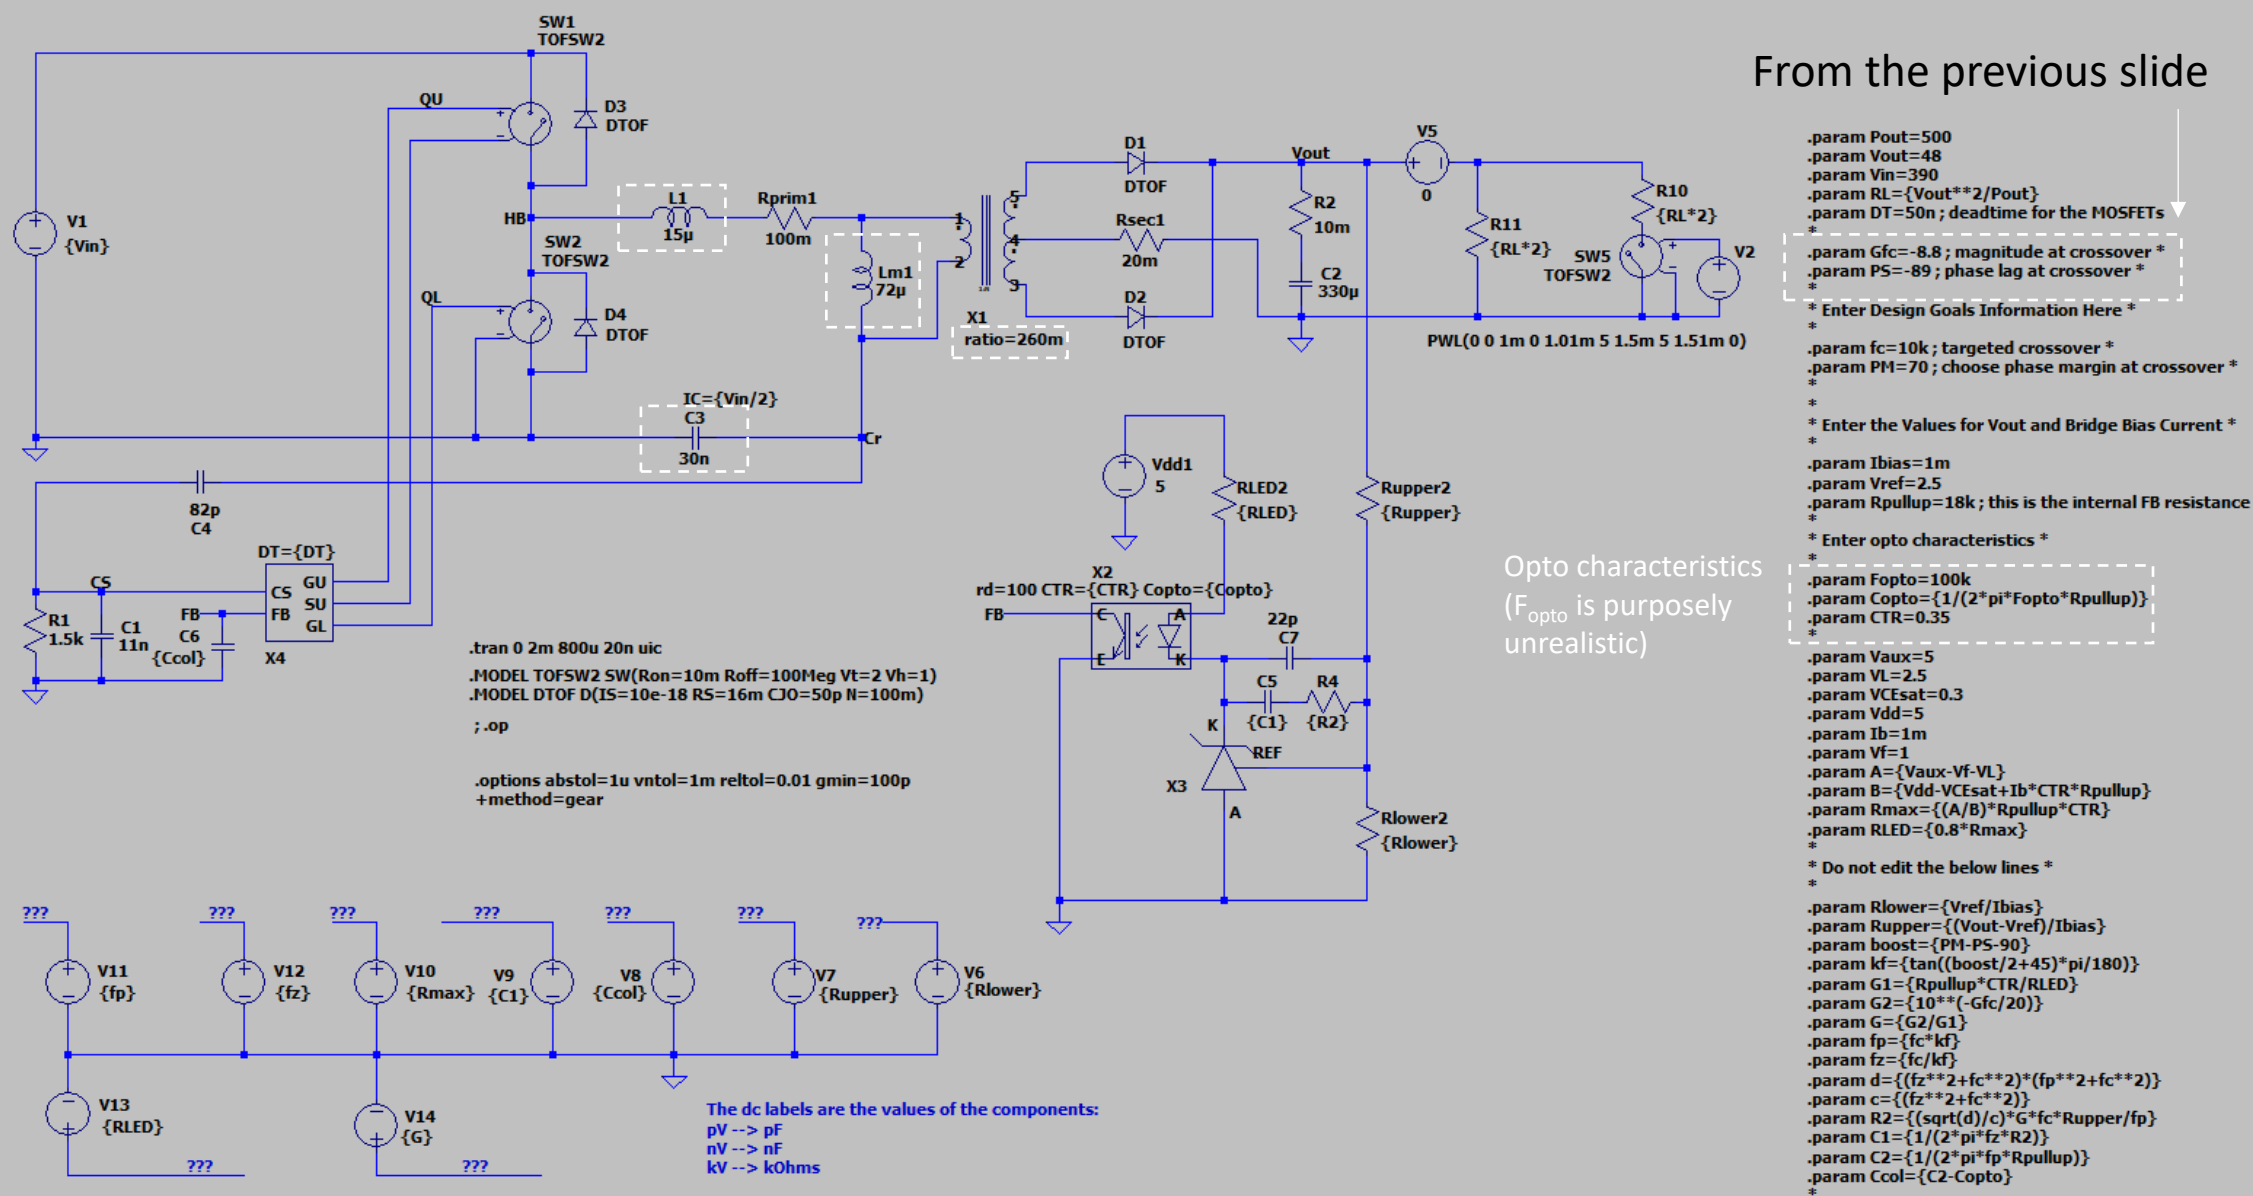 From the previous slide
SW1
TOFSW2
QU
D3
DTOF
V1
{Vin}
HB
L1
15µ
Rprim1
100m
SW2
TOFSW2
QL
D4
DTOF
Lm1
72µ
1
2
5
4
3
X1
ratio=260m
D1
DTOF
Rsec1
20m
D2
DTOF
Vout
R2
10m
C2
330µ
V5
0
R11
{RL*2}
R10
{RL*2}
SW5
TOFSW2
V2
PWL(0 0 1m 0 1.01m 5 1.5m 5 1.51m 0)
IC={Vin/2}
C3
30n
Cr
82p
C4
DT={DT}
CS
FB
CS
FB
GU
SU
GL
X4
R1
1.5k
C1
11n
C6
{Ccol}
.tran 0 2m 800u 20n uic
.MODEL TOFSW2 SW(Ron=10m Roff=100Meg Vt=2 Vh=1)
.MODEL DTOF D(IS=10e-18 RS=16m CJO=50p N=100m)
; .op
.options abstol=1u vntol=1m reltol=0.01 gmin=100p
+method=gear
Vdd1
5
RLED2
{RLED}
Rupper2
{Rupper}
X2
rd=100 CTR={CTR} Copto={Copto}
FB
C
A
E
K
22p
C7
C5
{C1}
R4
{R2}
K
REF
X3
A
Rlower2
{Rlower}
Opto characteristics
(Fopto is purposely
unrealistic)
???
???
???
???
???
???
???
V11
{fp}
V12
{fz}
V10
{Rmax}
V9
{C1}
V8
{Ccol}
V7
{Rupper}
V6
{Rlower}
V13
{RLED}
V14
{G}
???
???
The dc labels are the values of the components:
pV --> pF
nV --> nF
kV --> kOhms
.param Pout=500
.param Vout=48
.param Vin=390
.param RL={Vout**2/Pout}
.param DT=50n ; deadtime for the MOSFETs
*
.param Gfc=-8.8 ; magnitude at crossover *
.param PS=-89 ; phase lag at crossover *
*
* Enter Design Goals Information Here *
*
.param fc=10k ; targeted crossover *
.param PM=70 ; choose phase margin at crossover *
*
*
* Enter the Values for Vout and Bridge Bias Current *
*
.param Ibias=1m
.param Vref=2.5
.param Rpullup=18k ; this is the internal FB resistance
*
* Enter opto characteristics *
*
.param Fopto=100k
.param Copto={1/(2*pi*Fopto*Rpullup)}
.param CTR=0.35
*
.param Vaux=5
.param VL=2.5
.param VCEsat=0.3
.param Vdd=5
.param Ib=1m
.param Vf=1
.param A={Vaux-Vf-VL}
.param B={Vdd-VCEsat+Ib*CTR*Rpullup}
.param Rmax={(A/B)*Rpullup*CTR}
.param RLED={0.8*Rmax}
*
* Do not edit the below lines *
*
.param Rlower={Vref/Ibias}
.param Rupper={(Vout-Vref)/Ibias}
.param boost={PM-PS-90}
.param kf={tan((boost/2+45)*pi/180)}
.param G1={Rpullup*CTR/RLED}
.param G2={10**(-Gfc/20)}
.param G={G2/G1}
.param fp={fc*kf}
.param fz={fc/kf}
.param d={(fz**2+fc**2)*(fp**2+fc**2)}
.param c={(fz**2+fc**2)}
.param R2={(sqrt(d)/c)*G*fc*Rupper/fp}
.param C1={1/(2*pi*fz*R2)}
.param C2={1/(2*pi*fp*Rpullup)}
.param Ccol={C2-Copto}
*